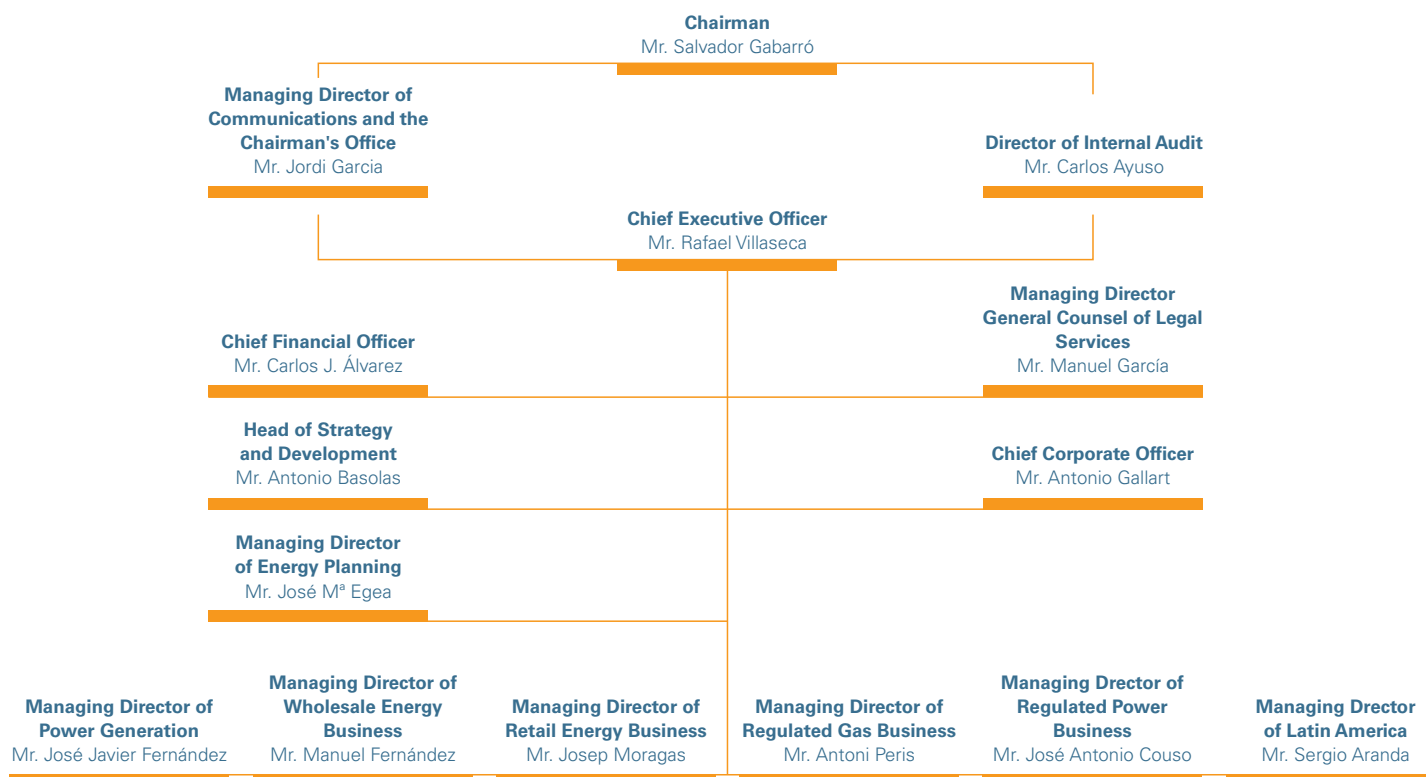 Chairman
Mr. Salvador Gabarró
Managing Director of
Communications and the
Chairman's Office
Mr. Jordi Garcia
Director of Internal Audit
Mr. Carlos Ayuso
Chief Executive Officer
Mr. Rafael Villaseca
Chief Financial Officer
Mr. Carlos J. Álvarez
Managing Director
General Counsel of Legal
Services
Mr. Manuel García
Head of Strategy
and Development
Mr. Antonio Basolas
Chief Corporate Officer
Mr. Antonio Gallart
Managing Director
of Energy Planning
Mr. José Mª Egea
Managing Director of
Power Generation
Mr. José Javier Fernández
Managing Director of
Wholesale Energy
Business
Mr. Manuel Fernández
Managing Director of
Retail Energy Business
Mr. Josep Moragas
Managing Director of
Regulated Gas Business
Mr. Antoni Peris
Managing Drector of
Regulated Power
Business
Mr. José Antonio Couso
Managing Drector
of Latin America
Mr. Sergio Aranda